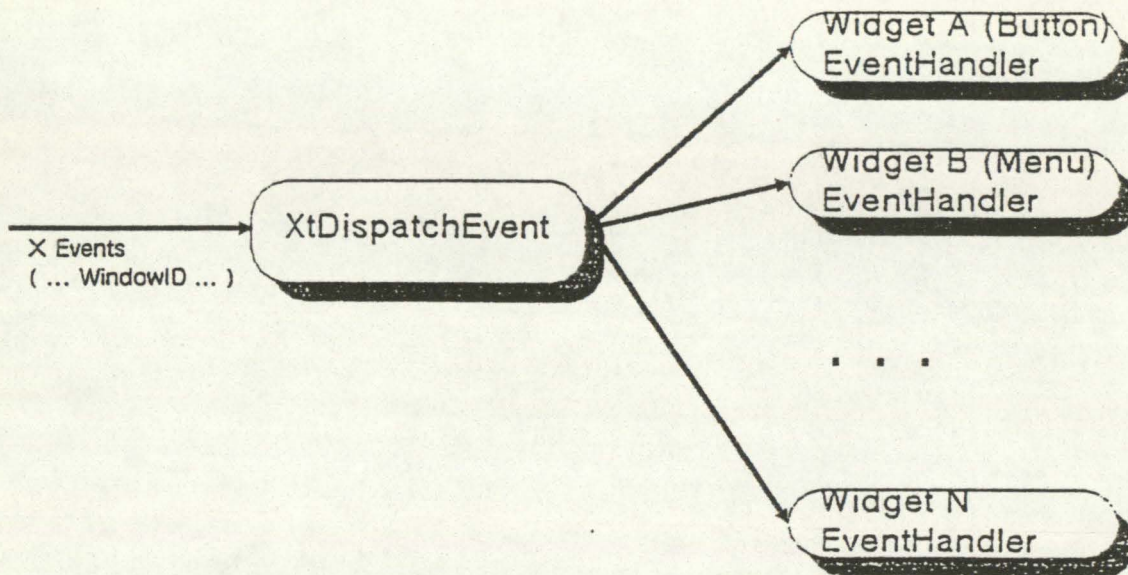 Widget A (Button)
EventHandler
Widget B (Menu)
EventHandler
XtDispatchEvent
X Events
( ... WindowID ... )
. . .
Widget N
EventHandler